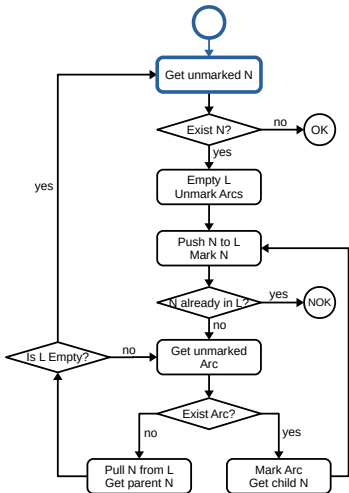 Get unmarked N
Exist N?
no
OK
yes
Empty L
Unmark Arcs
yes
Push N to L
Mark N
N already in L?
yes
NOK
no
Is L Empty?
no
Get unmarked
Arc
Exist Arc?
no
yes
Pull N from L
Get parent N
Mark Arc
Get child N